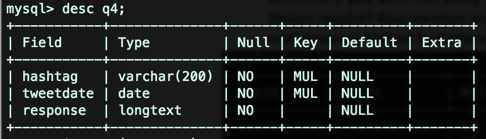 mysql> desc q4;
+-----------+--------------+------+-----+---------+-------+
| Field     | Type         | Null | Key | Default | Extra |
+-----------+--------------+------+-----+---------+-------+
| hashtag   | varchar(200) | NO   | MUL | NULL    |       |
| tweetdate | date         | NO   | MUL | NULL    |       |
| response  | longtext     | NO   |     | NULL    |       |
+-----------+--------------+------+-----+---------+-------+